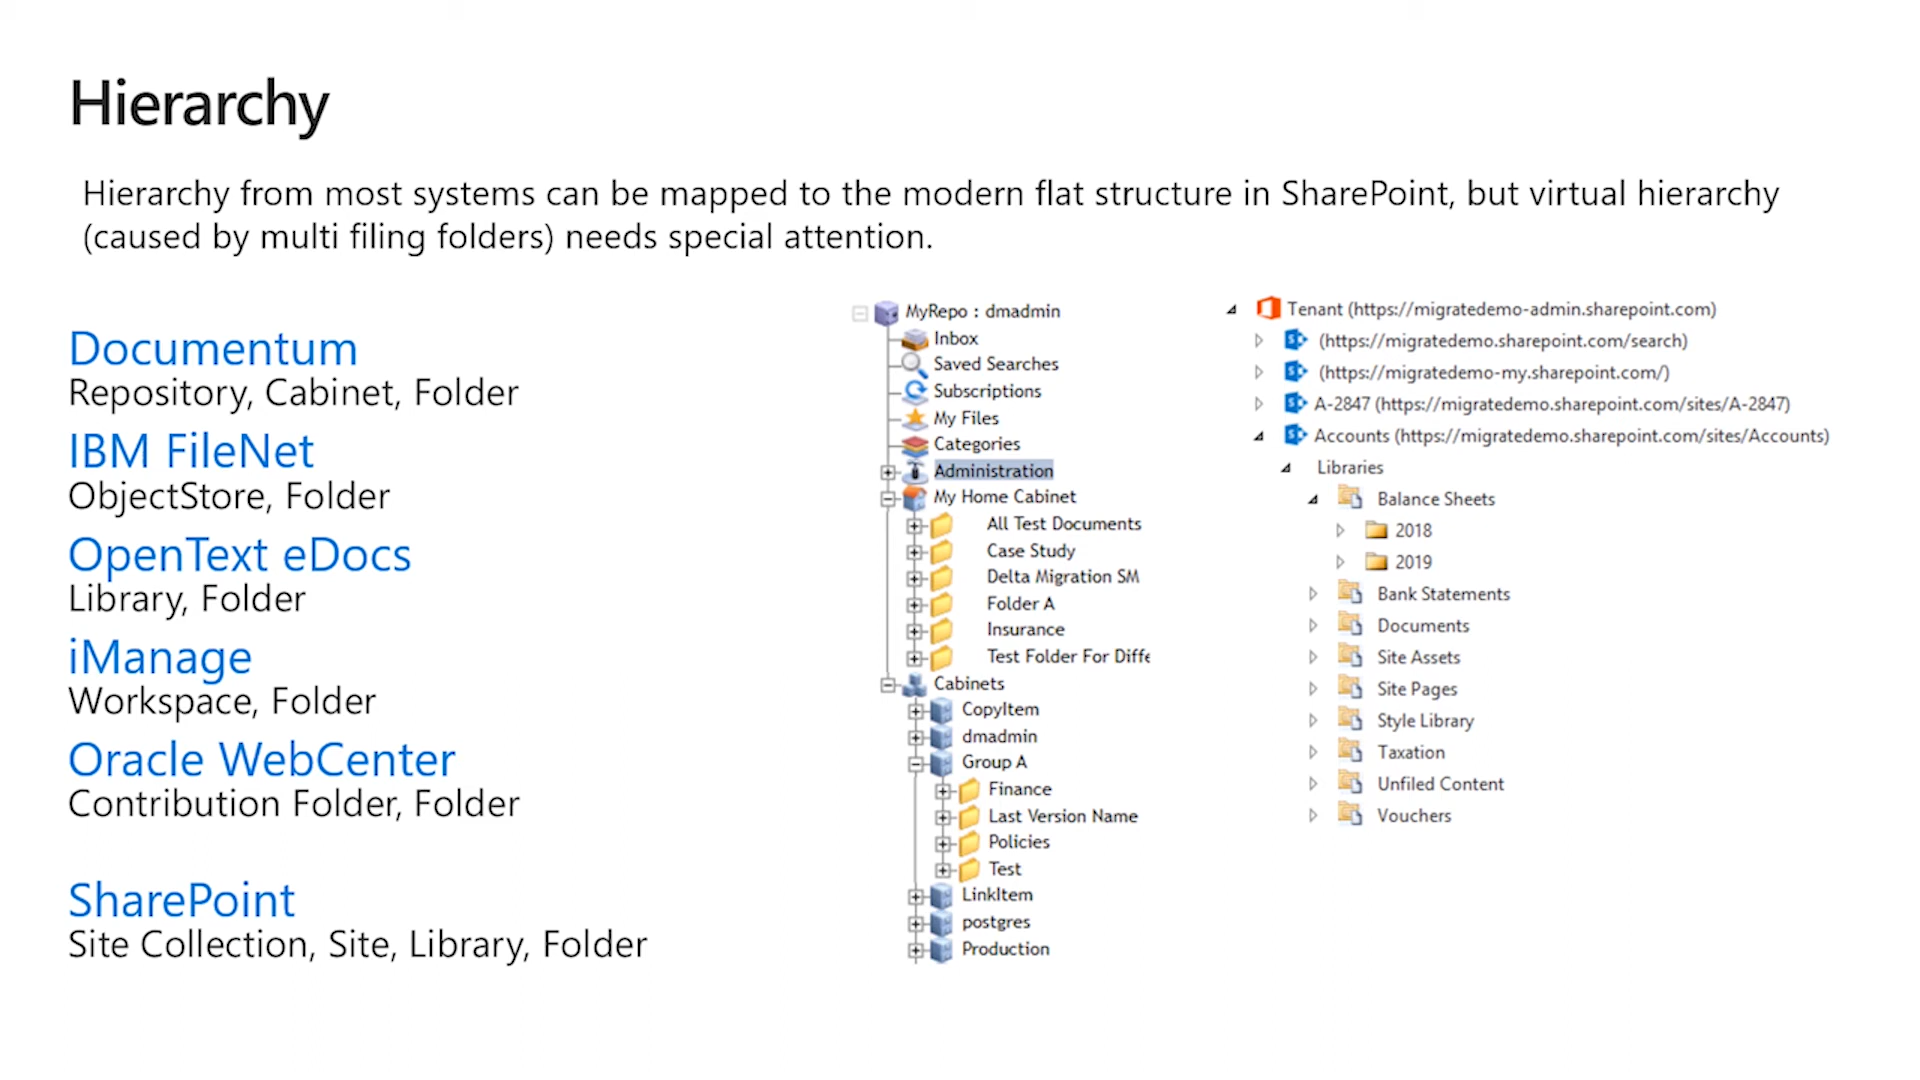 Hierarchy
Hierarchy from most systems can be mapped to the modern flat structure in SharePoint, but virtual hierarchy
(caused by multi filing folders) needs special attention.
Documentum
Repository, Cabinet, Folder
IBM FileNet
ObjectStore, Folder
OpenText eDocs
Library, Folder
iManage
Workspace, Folder
Oracle WebCenter
Contribution Folder, Folder
SharePoint
Site Collection, Site, Library, Folder
MyRepo : dmadmin
Inbox
Saved Searches
Subscriptions
My Files
Categories
Administration
My Home Cabinet
All Test Documents
Case Study
Delta Migration SM
Folder A
Insurance
Test Folder For Diffe
Cabinets
CopyItem
dmadmin
Group A
Finance
Last Version Name
Policies
Test
LinkItem
postgres
Production
Tenant (https://migratedemo-admin.sharepoint.com)
(https://migratedemo.sharepoint.com/search)
(https://migratedemo-my.sharepoint.com/)
A-2847 (https://migratedemo.sharepoint.com/sites/A-2847)
Accounts (https://migratedemo.sharepoint.com/sites/Accounts)
Libraries
Balance Sheets
2018
2019
Bank Statements
Documents
Site Assets
Site Pages
Style Library
Taxation
Unfiled Content
Vouchers